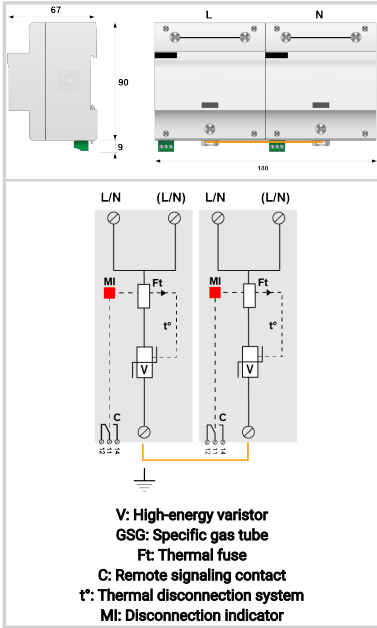 67
L N
90
9
180
L/N (L/N) L/N (L/N)
MI Ft MI Ft
t° t°
V V
C C
12 11 14 12 11 14
V: High-energy varistor
GSG: Specific gas tube
Ft: Thermal fuse
C: Remote signaling contact
t°: Thermal disconnection system
MI: Disconnection indicator